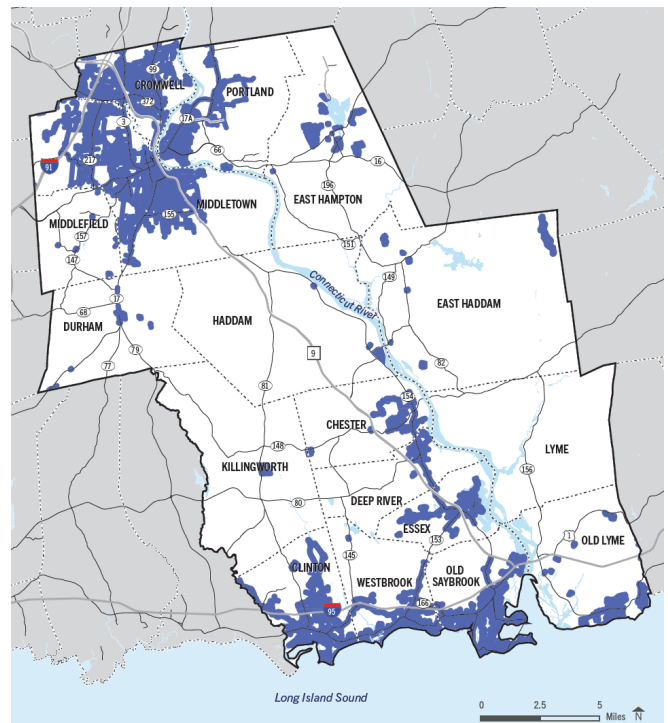 99
CROMWELL
372
PORTLAND
17A
3
66
16
91
217
196
MIDDLETOWN
EAST HAMPTON
155
MIDDLEFIELD
157
151
147
149
Connecticut River
EAST HADDAM
17
68
HADDAM
DURHAM
9
79
77
82
81
154
CHESTER
148
LYME
KILLINGWORTH
156
80
DEEP RIVER
ESSEX
1
OLD LYME
153
145
CLINTON
WESTBROOK
OLD
SAYBROOK
166
95
Long Island Sound
0 2.5 5
Miles N